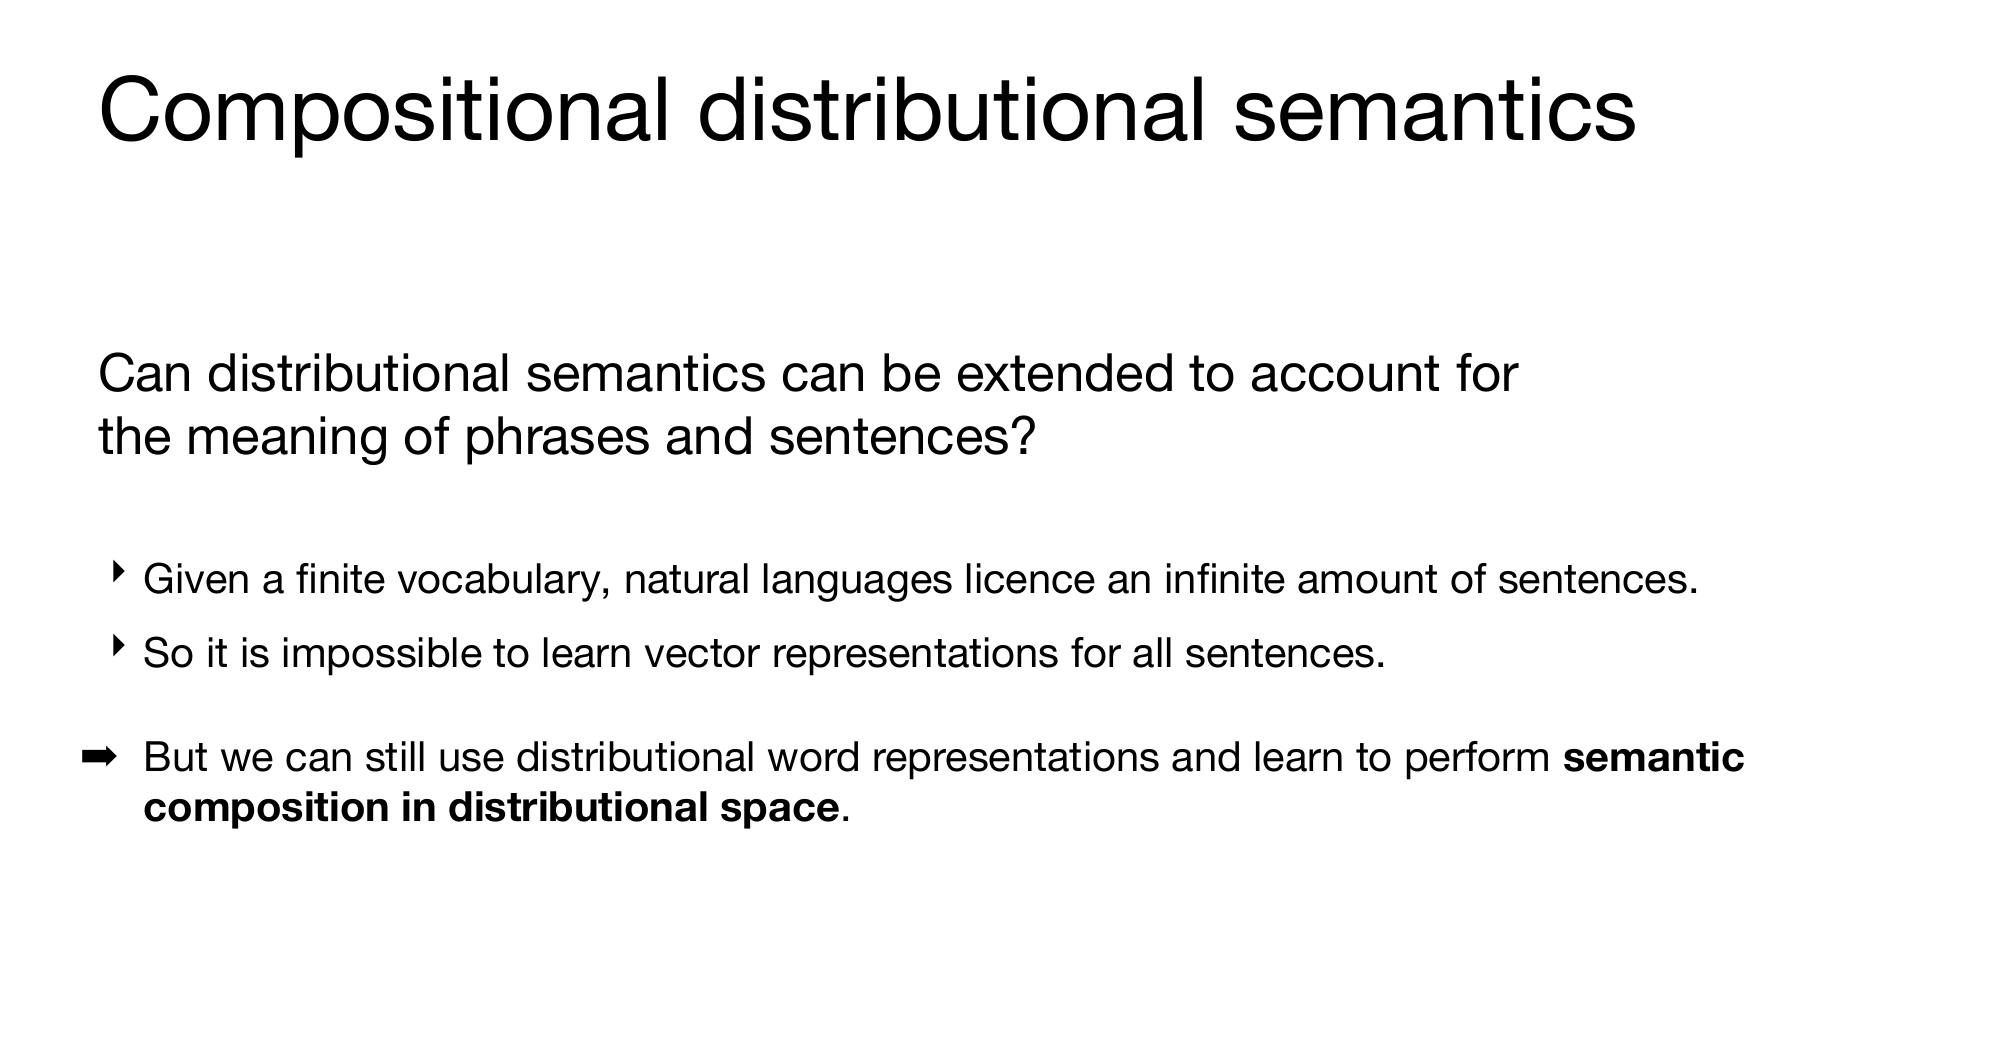 Compositional distributional semantics
Can distributional semantics can be extended to account for
the meaning of phrases and sentences?
‣ Given a finite vocabulary, natural languages licence an infinite amount of sentences.
‣ So it is impossible to learn vector representations for all sentences.
➡ But we can still use distributional word representations and learn to perform semantic
composition in distributional space.